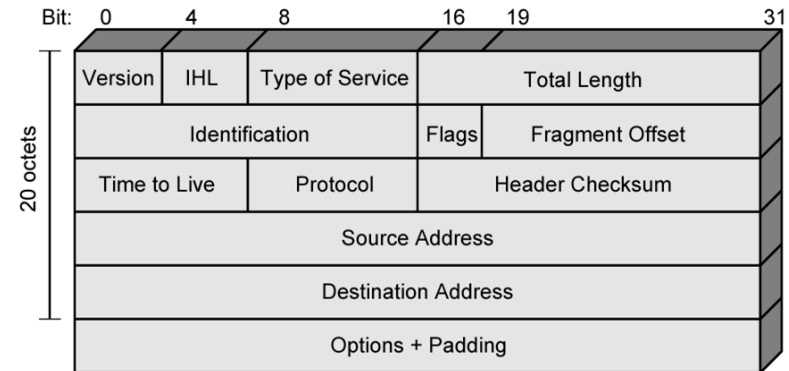 Bit: 0 4 8 16 19 31
Version IHL Type of Service Total Length
Identification Flags Fragment Offset
Time to Live Protocol Header Checksum
Source Address
Destination Address
Options + Padding
20 octets